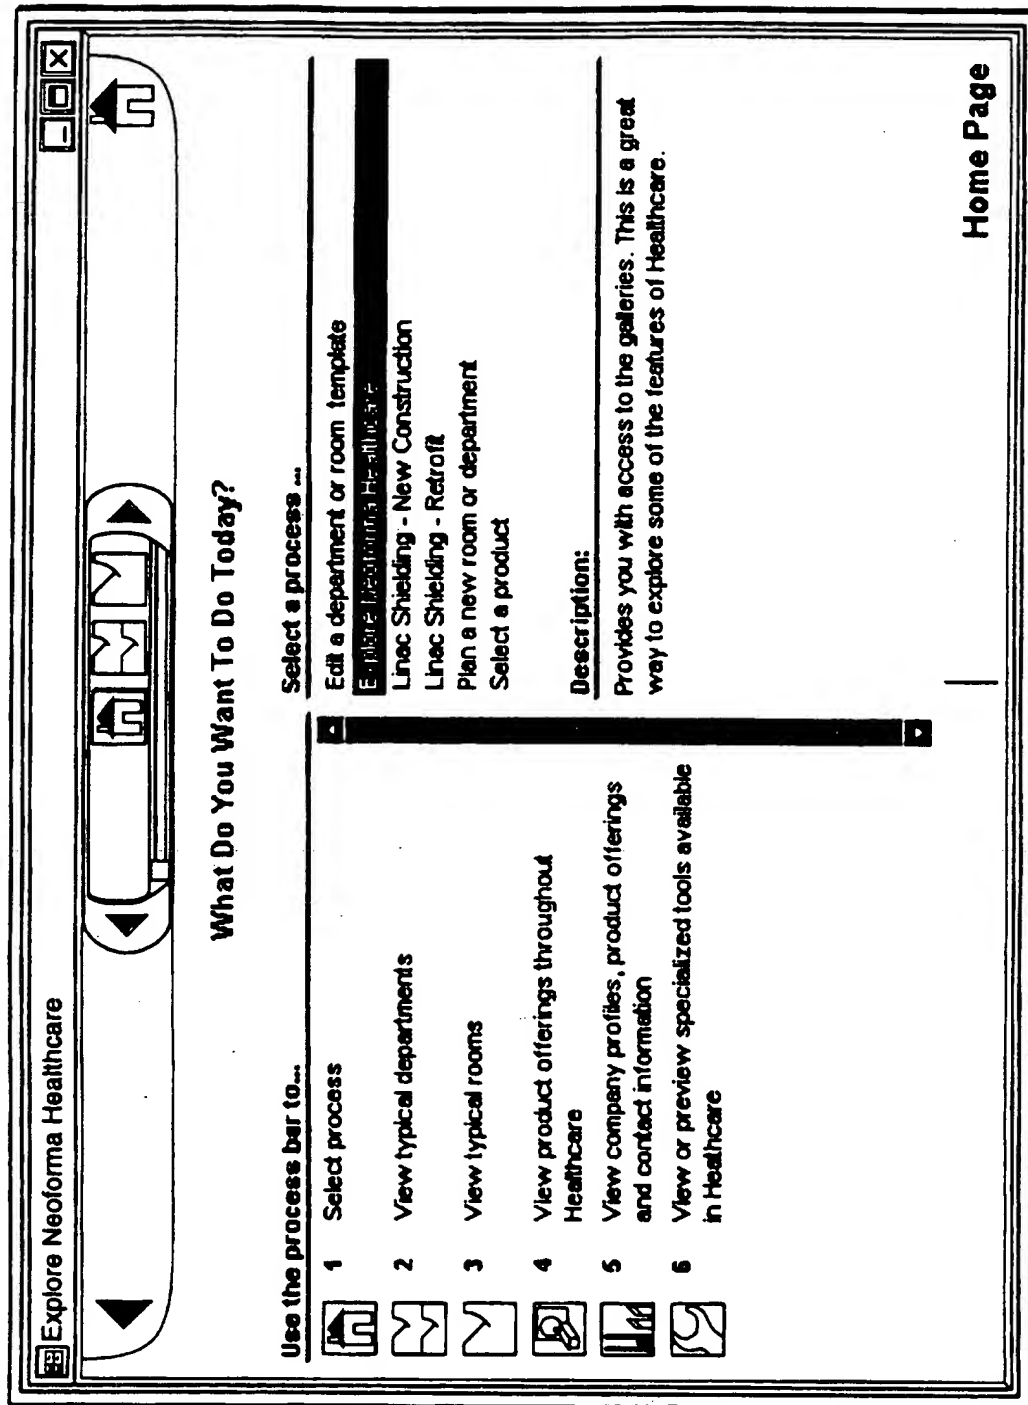 Explore Neoforma Healthcare
What Do You Want To Do Today?
Use the process bar to...
1 Select process
2 View typical departments
3 View typical rooms
4 View product offerings throughout
Healthcare
5 View company profiles, product offerings
and contact information
6 View or preview specialized tools available
in Healthcare
Select a process ...
Edit a department or room template
Explore Neoforma Healthcare
Linac Shielding - New Construction
Linac Shielding - Retrofit
Plan a new room or department
Select a product
Description:
Provides you with access to the galleries. This is a great
way to explore some of the features of Healthcare.
Home Page